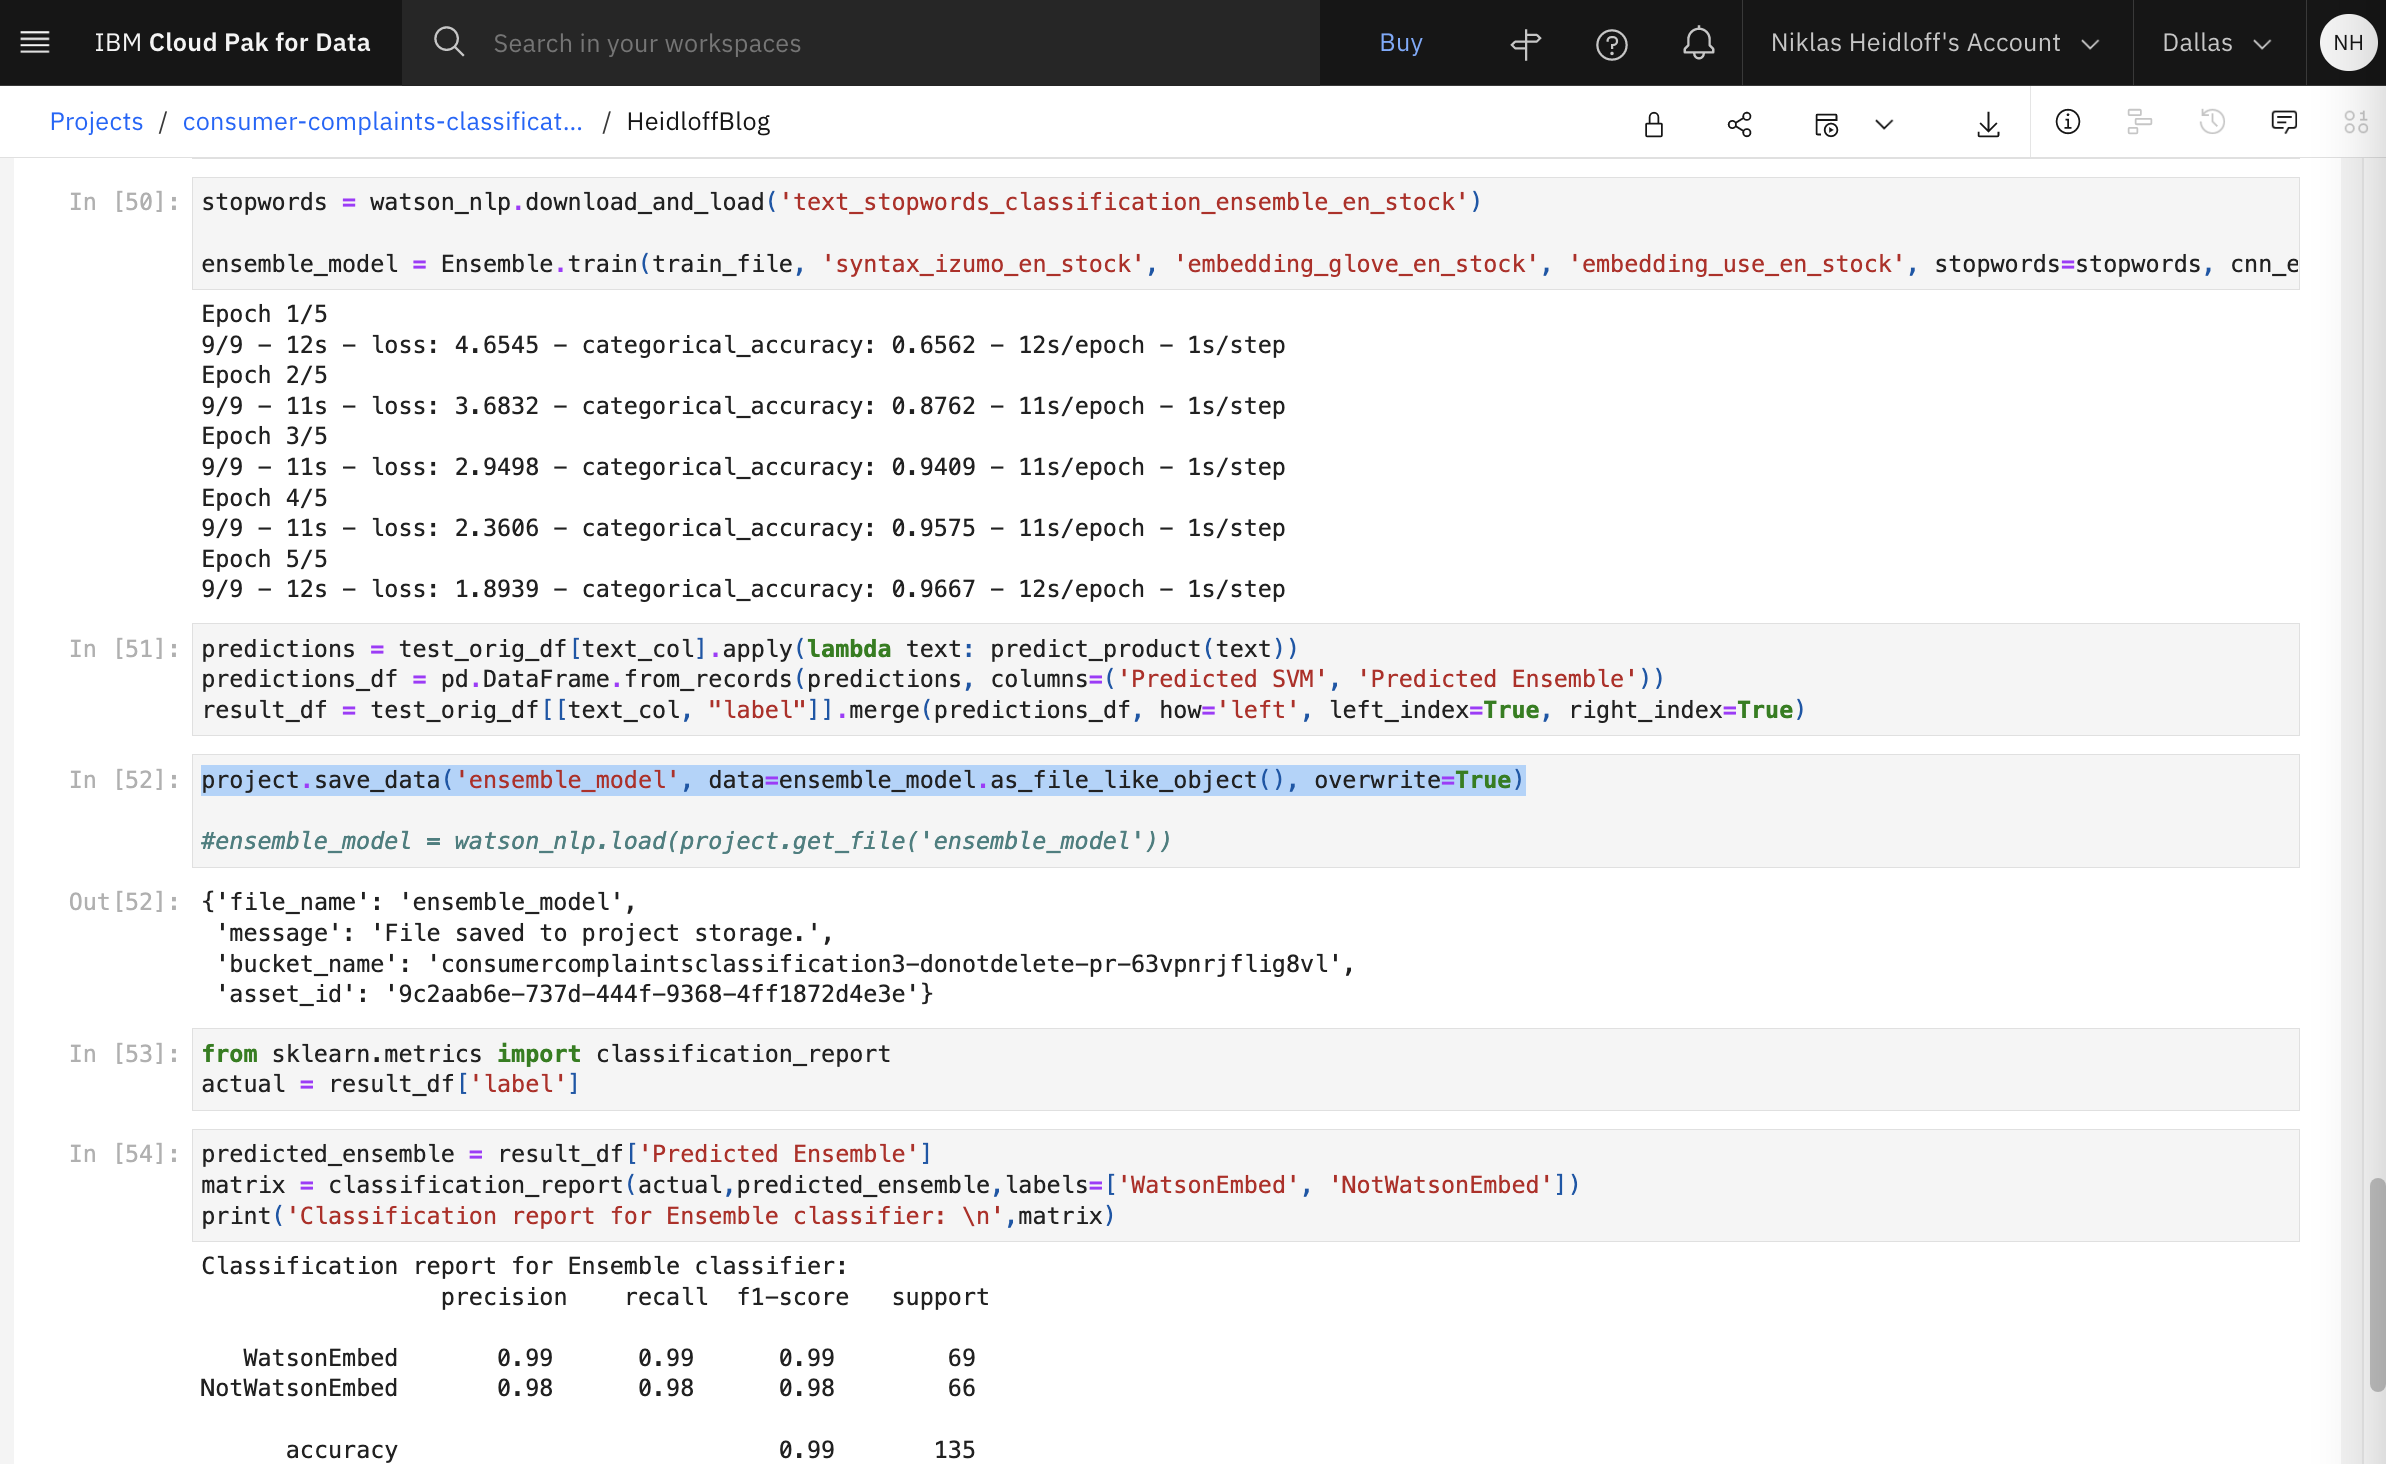 IBM Cloud Pak for Data
Search in your workspaces
Buy
Niklas Heidloff's Account
Dallas
NH
Projects / consumer-complaints-classificat... / HeidloffBlog
In [50]: stopwords = watson_nlp.download_and_load('text_stopwords_classification_ensemble_en_stock')
ensemble_model = Ensemble.train(train_file, 'syntax_izumo_en_stock', 'embedding_glove_en_stock', 'embedding_use_en_stock', stopwords=stopwords, cnn_e
Epoch 1/5
9/9 - 12s - loss: 4.6545 - categorical_accuracy: 0.6562 - 12s/epoch - 1s/step
Epoch 2/5
9/9 - 11s - loss: 3.6832 - categorical_accuracy: 0.8762 - 11s/epoch - 1s/step
Epoch 3/5
9/9 - 11s - loss: 2.9498 - categorical_accuracy: 0.9409 - 11s/epoch - 1s/step
Epoch 4/5
9/9 - 11s - loss: 2.3606 - categorical_accuracy: 0.9575 - 11s/epoch - 1s/step
Epoch 5/5
9/9 - 12s - loss: 1.8939 - categorical_accuracy: 0.9667 - 12s/epoch - 1s/step
In [51]: predictions = test_orig_df[text_col].apply(lambda text: predict_product(text))
predictions_df = pd.DataFrame.from_records(predictions, columns=('Predicted SVM', 'Predicted Ensemble'))
result_df = test_orig_df[[text_col, "label"]].merge(predictions_df, how='left', left_index=True, right_index=True)
In [52]: project.save_data('ensemble_model', data=ensemble_model.as_file_like_object(), overwrite=True)
#ensemble_model = watson_nlp.load(project.get_file('ensemble_model'))
Out[52]: {'file_name': 'ensemble_model',
'message': 'File saved to project storage.',
'bucket_name': 'consumercomplaintsclassification3-donotdelete-pr-63vpnrjflig8vl',
'asset_id': '9c2aab6e-737d-444f-9368-4ff1872d4e3e'}
In [53]: from sklearn.metrics import classification_report
actual = result_df['label']
In [54]: predicted_ensemble = result_df['Predicted Ensemble']
matrix = classification_report(actual,predicted_ensemble,labels=['WatsonEmbed', 'NotWatsonEmbed'])
print('Classification report for Ensemble classifier: \n',matrix)
Classification report for Ensemble classifier:
precision recall f1-score support
WatsonEmbed 0.99 0.99 0.99 69
NotWatsonEmbed 0.98 0.98 0.98 66
accuracy 0.99 135